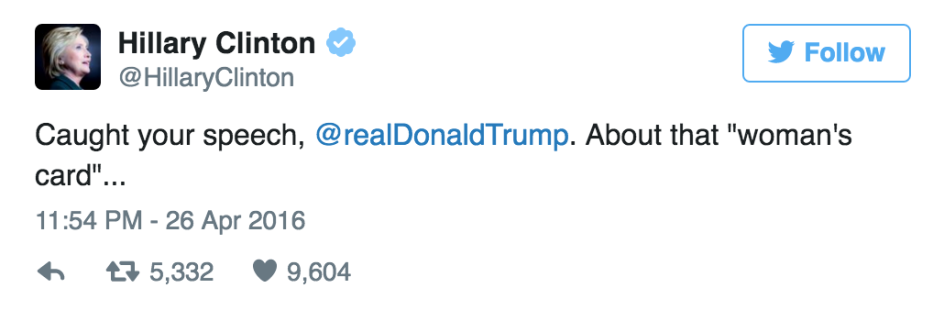 Hillary Clinton
Follow
@HillaryClinton
Caught your speech, @realDonaldTrump. About that "woman's
card"...
11:54 PM - 26 Apr 2016
5,332 9,604